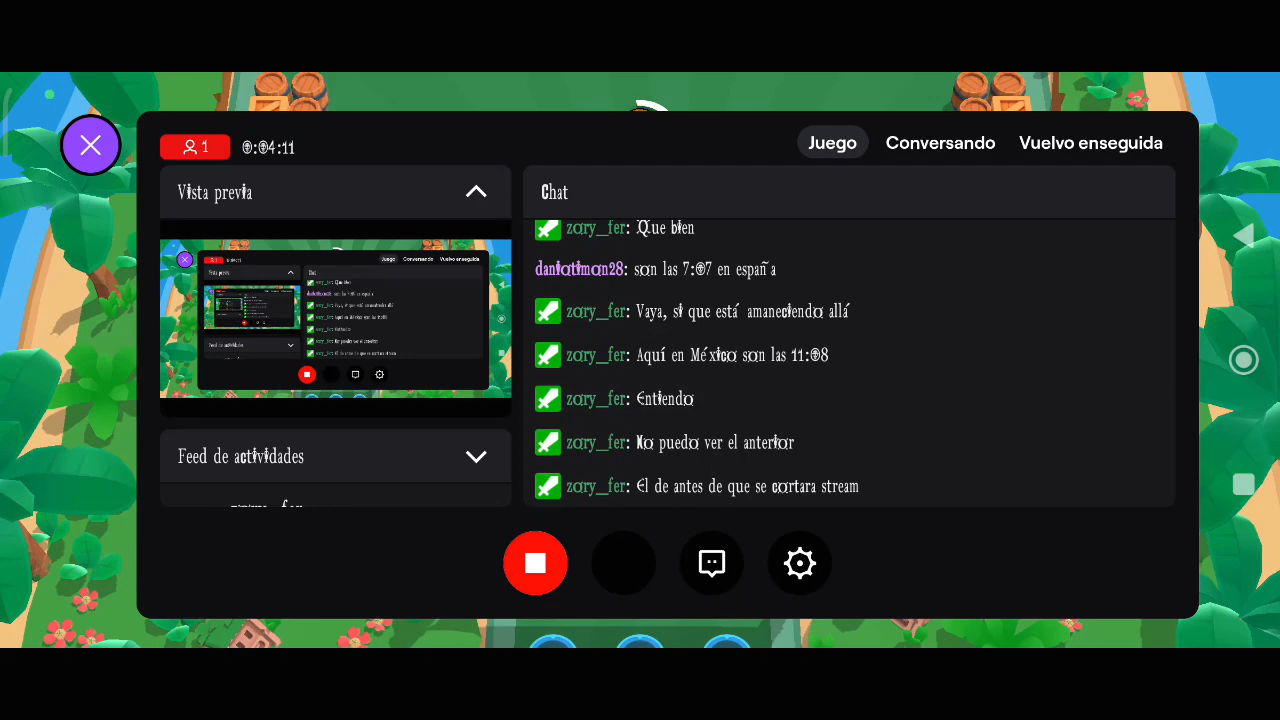 1 0:04:11
Juego Conversando Vuelvo enseguida
Vista previa
Chat
zory_fer: Que bien
daniatimon28: son las 7:07 en españa
zory_fer: Vaya, si que está amaneciendo allá
zory_fer: Aquí en México son las 11:08
zory_fer: Entiendo
zory_fer: No puedo ver el anterior
zory_fer: El de antes de que se cortara stream
Feed de actividades